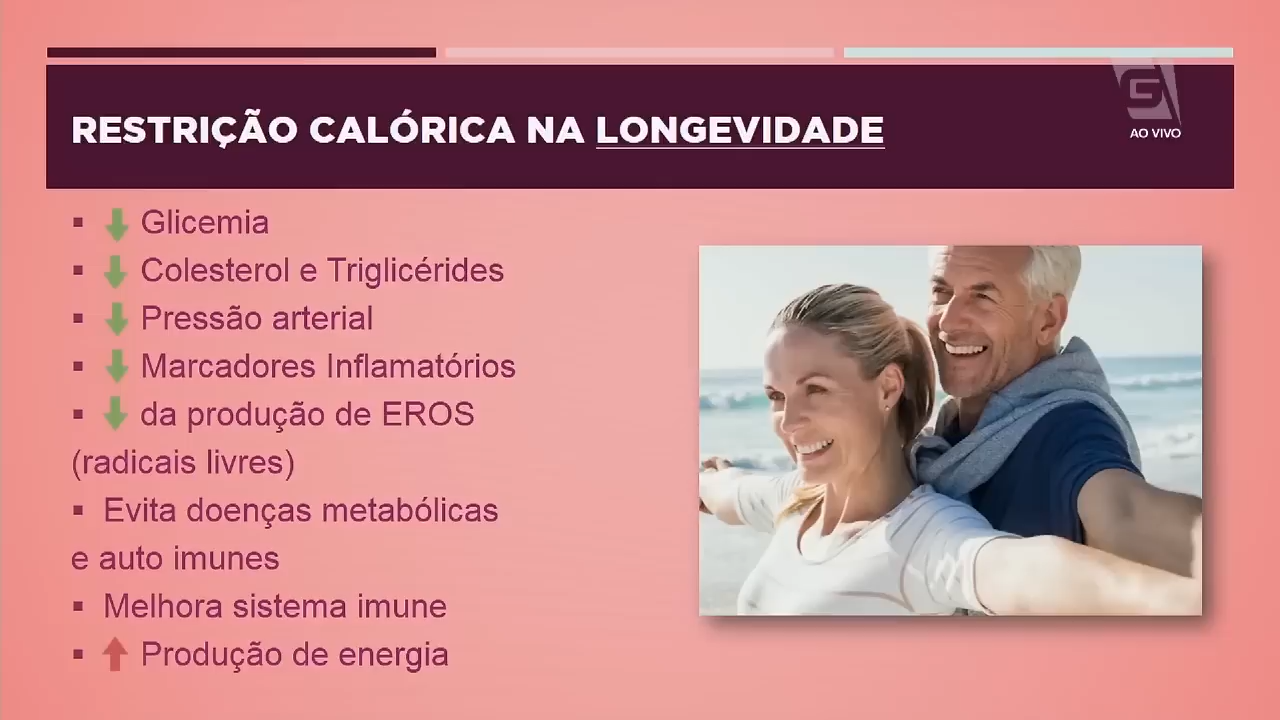 RESTRIÇÃO CALÓRICA NA LONGEVIDADE
G
AO VIVO
Glicemia
Colesterol e Triglicérides
Pressão arterial
Marcadores Inflamatórios
da produção de EROS
(radicais livres)
Evita doenças metabólicas
e auto imunes
Melhora sistema imune
Produção de energia